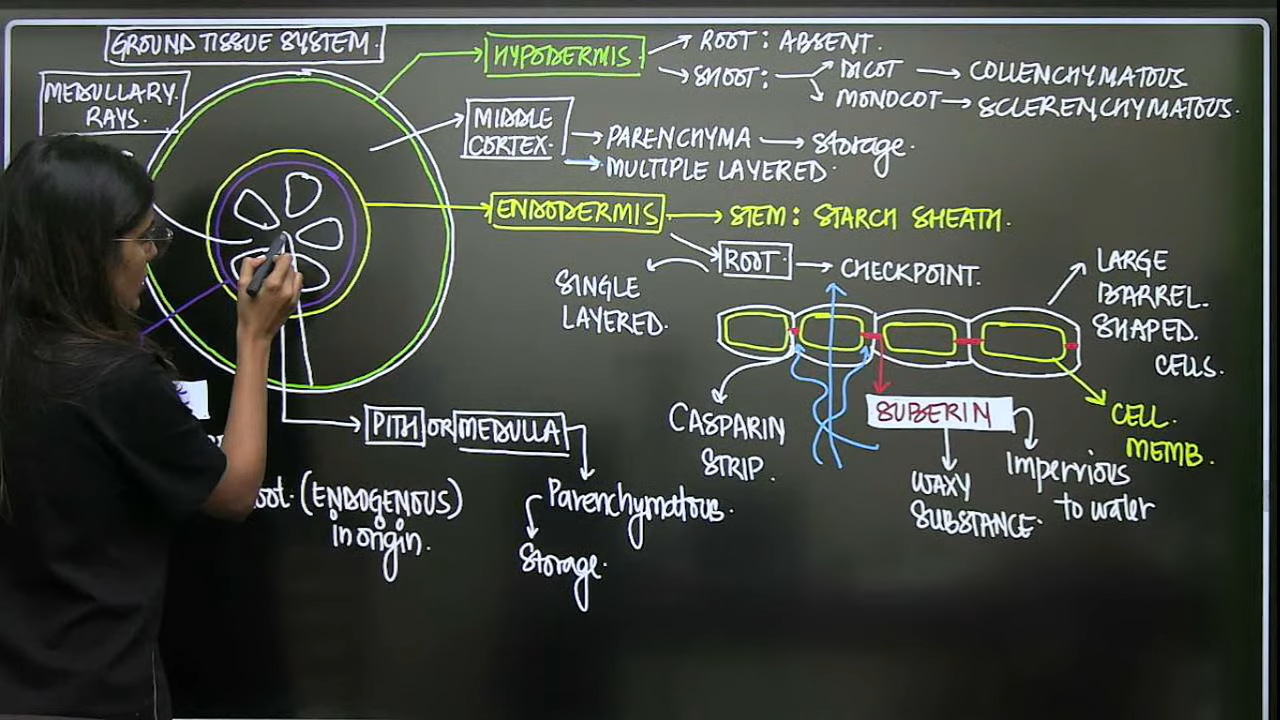 GROUND TISSUE SYSTEM.
MEDULLARY.
RAYS.
HYPODERMIS.
ROOT: ABSENT.
SHOOT:
DICOT
COLLENCHYMATOUS
MONOCOT
SCLERENCHYMATOUS.
MIDDLE
CORTEX.
PARENCHYMA
Storage.
MULTIPLE LAYERED.
ENDODERMIS
STEM: STARCH SHEATH.
ROOT.
CHECKPOINT.
SINGLE
LAYERED.
LARGE
BARREL.
SHAPED.
CELLS.
CASPARIN
STRIP.
SUBERIN
CELL.
MEMB.
WAXY
SUBSTANCE.
Impervious
to water
PITH OR MEDULLA
Parenchymatous.
Storage.
(ENDOGENOUS)
in origin.